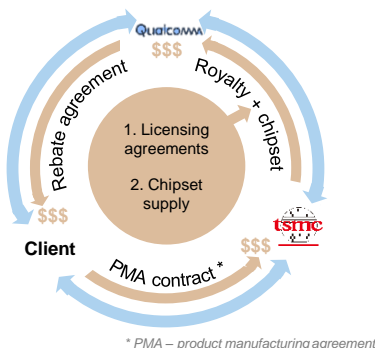 Qualcomm
$$$
Rebate agreement
Royalty + chipset
1. Licensing
agreements
2. Chipset
supply
$$$
Client
tsmc
$$$
PMA contract *
* PMA – product manufacturing agreement